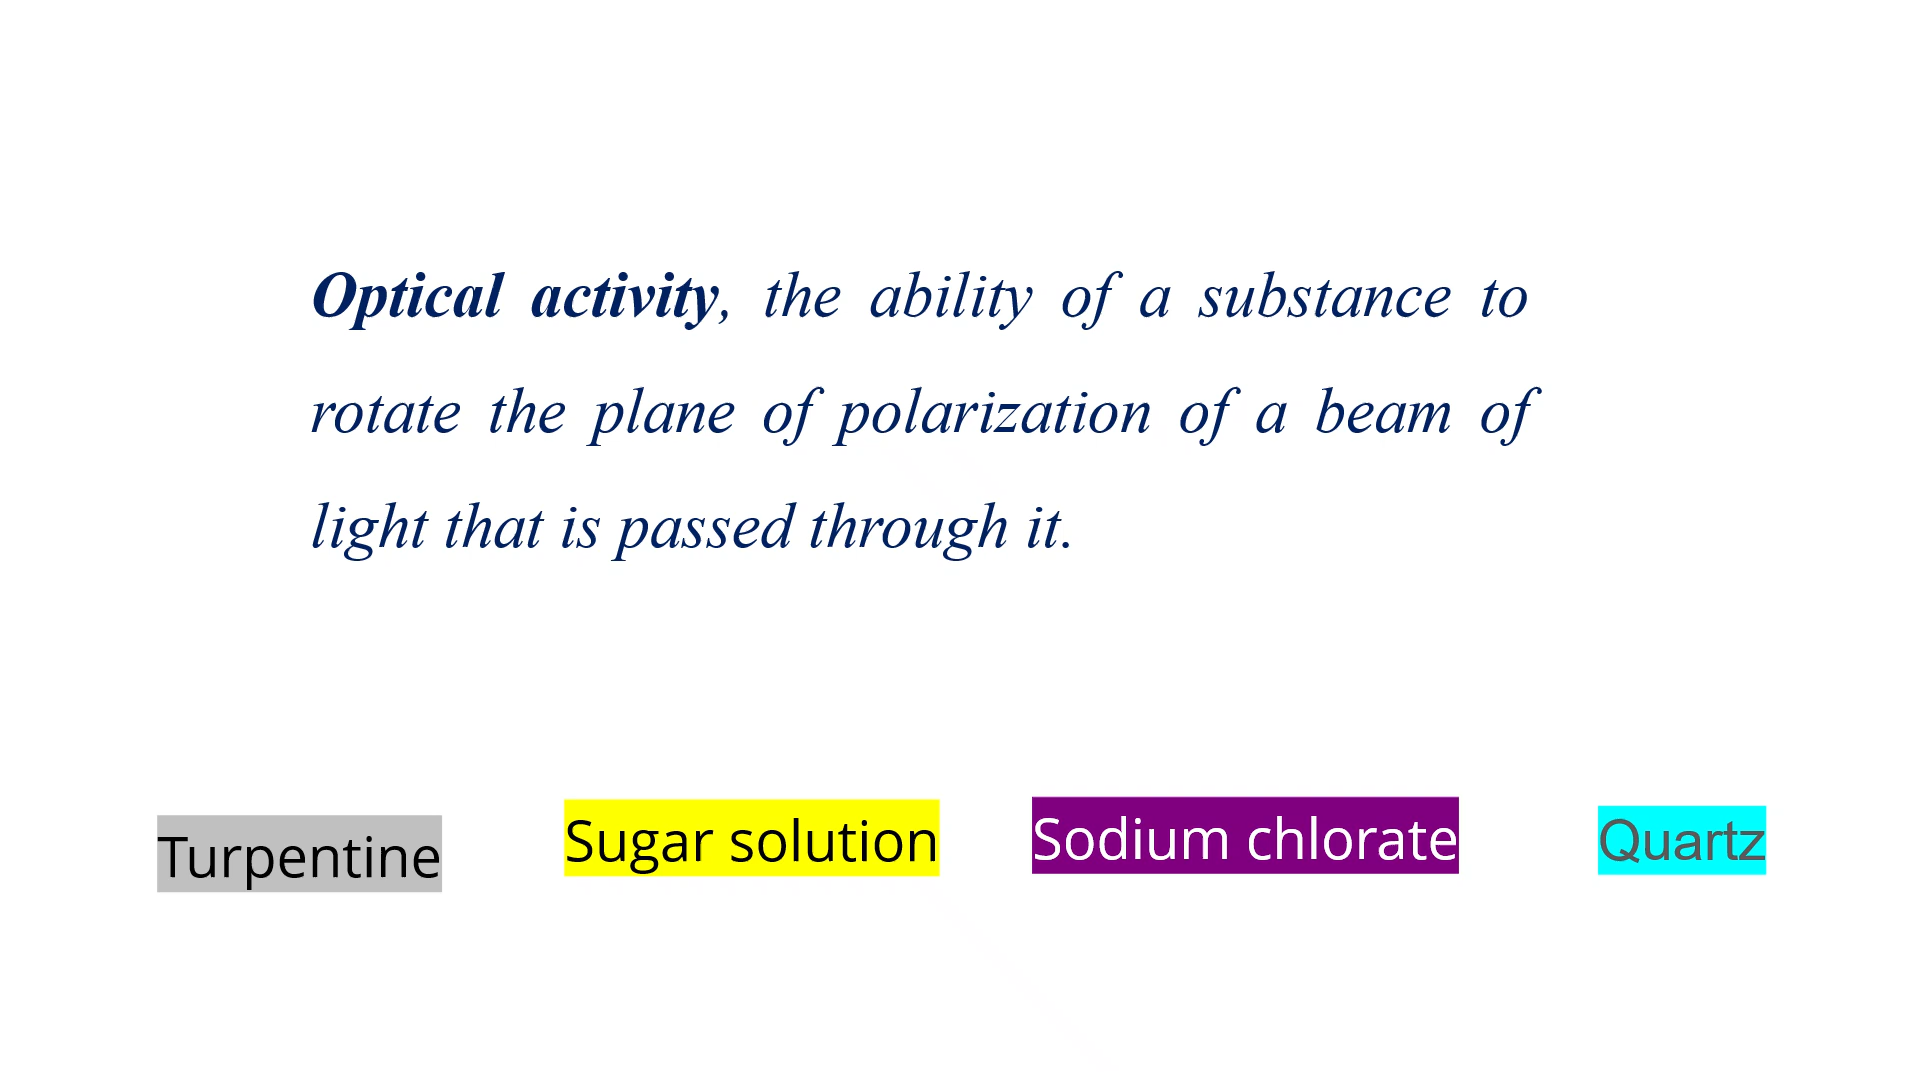 Optical activity, the ability of a substance to
rotate the plane of polarization of a beam of
light that is passed through it.
Turpentine
Sugar solution
Sodium chlorate
Quartz